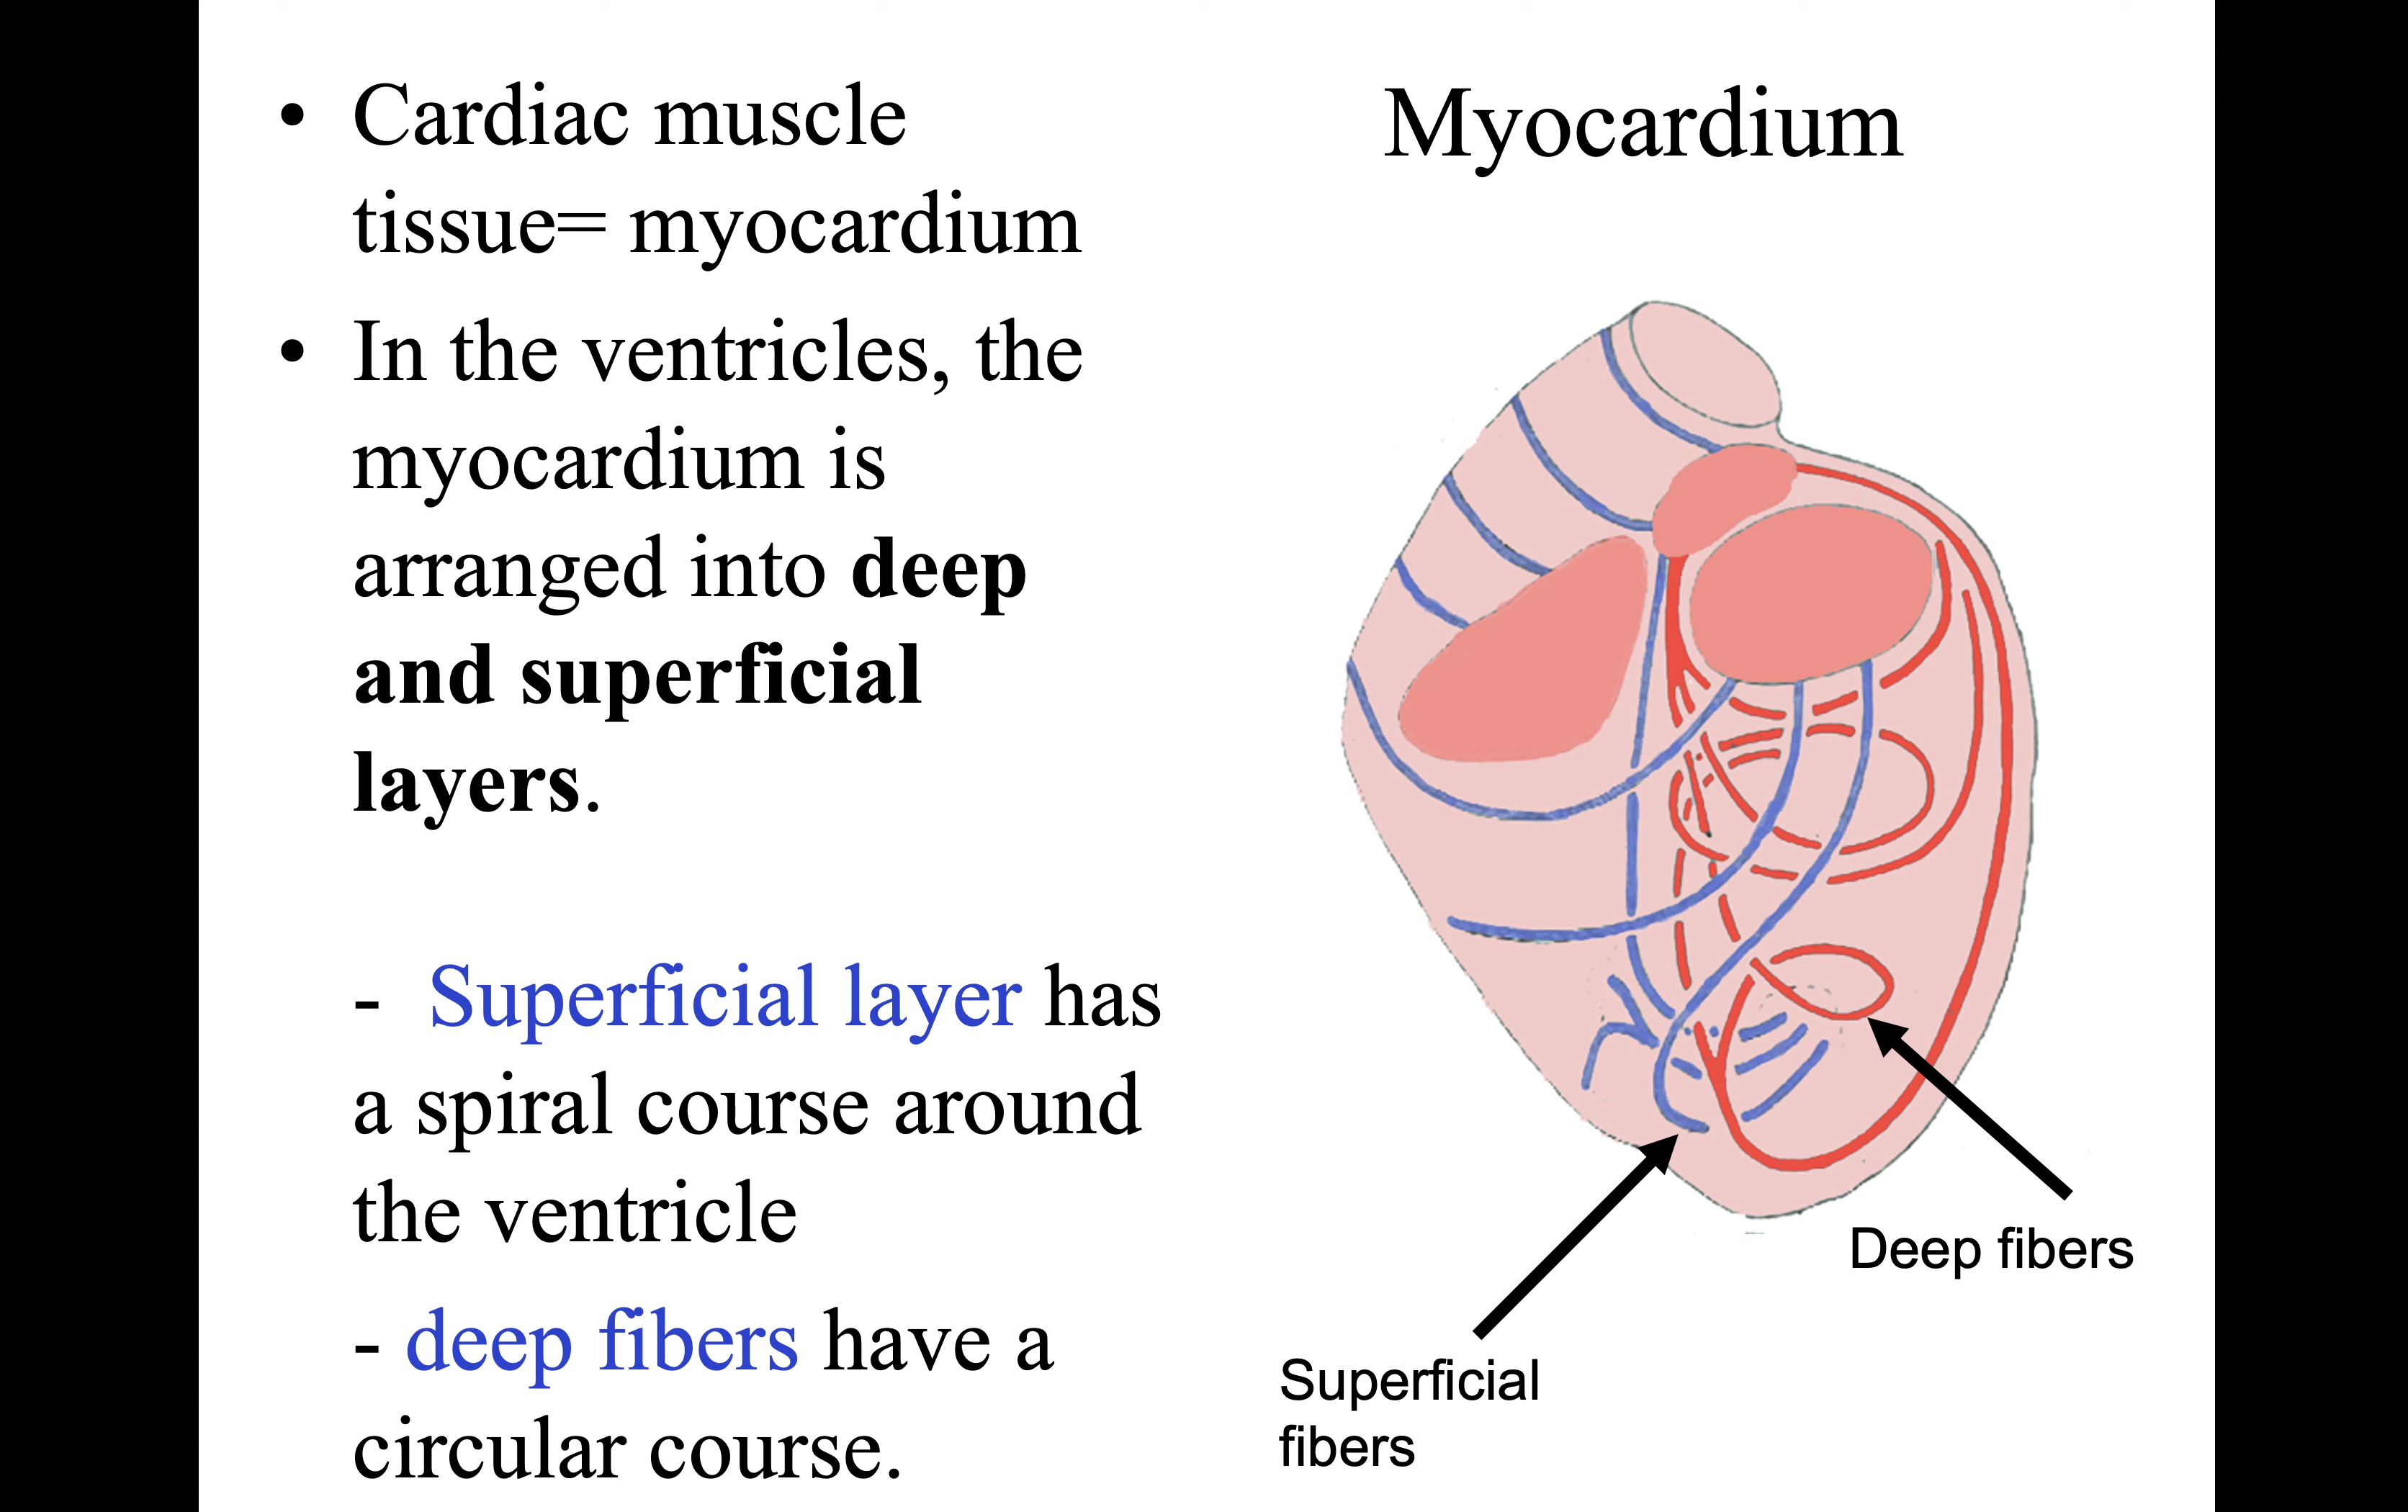 Myocardium
• Cardiac muscle
tissue= myocardium
• In the ventricles, the
myocardium is
arranged into deep
and superficial
layers.
- Superficial layer has
a spiral course around
the ventricle
- deep fibers have a
circular course.
Deep fibers
Superficial
fibers